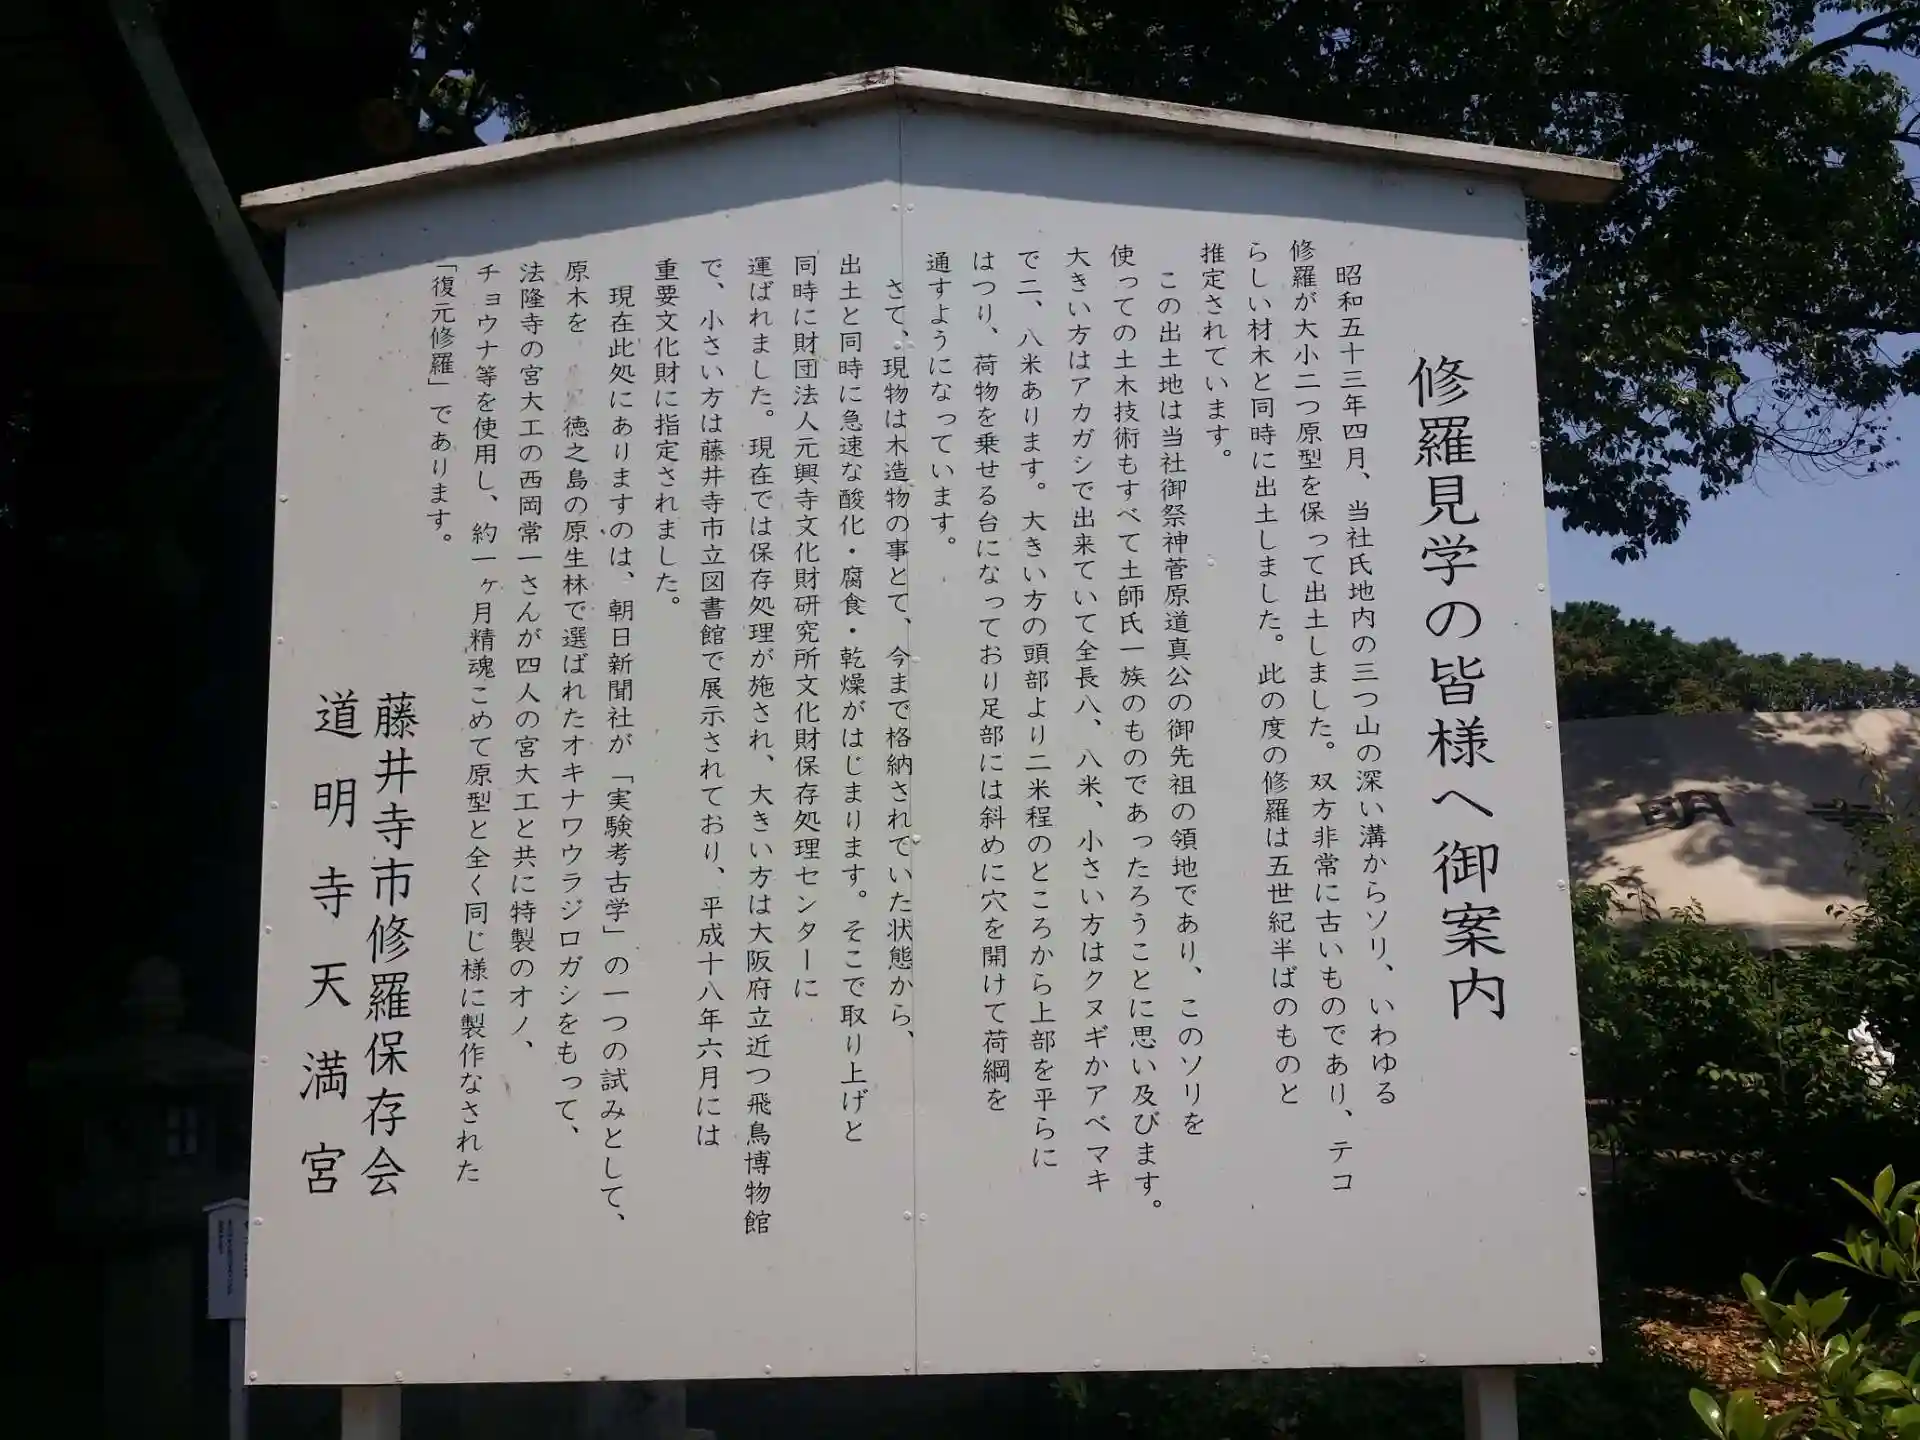 修羅見学の皆様へ御案内
昭和五十三年四月、当社氏地内の三つ山の深い溝からソリ、いわゆる
修羅が大小二つ原型を保って出土しました。双方非常に古いものであり、テコ
らしい材木と同時に出土しました。此の度の修羅は五世紀半ばのものと
推定されています。
この出土地は当社御祭神菅原道真公の御先祖の領地であり、このソリを
使っての土木技術もすべて土師氏一族のものであったろうことに思い及びます。
大きい方はアカガシで出来ていて全長八、八米、小さい方はクヌギかアベマキ
で二、八米あります。大きい方の頭部より二米程のところから上部を平らに
はつり、荷物を乗せる台になっており足部には斜めに穴を開けて荷綱を
通すようになっています。
さて、現物は木造物の事とて、今まで格納されていた状態から、
出土と同時に急速な酸化・腐食・乾燥がはじまります。そこで取り上げと
同時に財団法人元興寺文化財研究所文化財保存処理センターに
運ばれました。現在では保存処理が施され、大きい方は大阪府立近つ飛鳥博物館
で、小さい方は藤井寺市立図書館で展示されており、平成十八年六月には
重要文化財に指定されました。
現在此処にありますのは、朝日新聞社が「実験考古学」の一つの試みとして、
原木を 徳之島の原生林で選ばれたオキナワウラジロガシをもって、
法隆寺の宮大工の西岡常一さんが四人の宮大工と共に特製のオノ、
チョウナ等を使用し、約一ヶ月精魂こめて原型と全く同じ様に製作なされた
「復元修羅」であります。
藤井寺市修羅保存会
道明寺天満宮
明